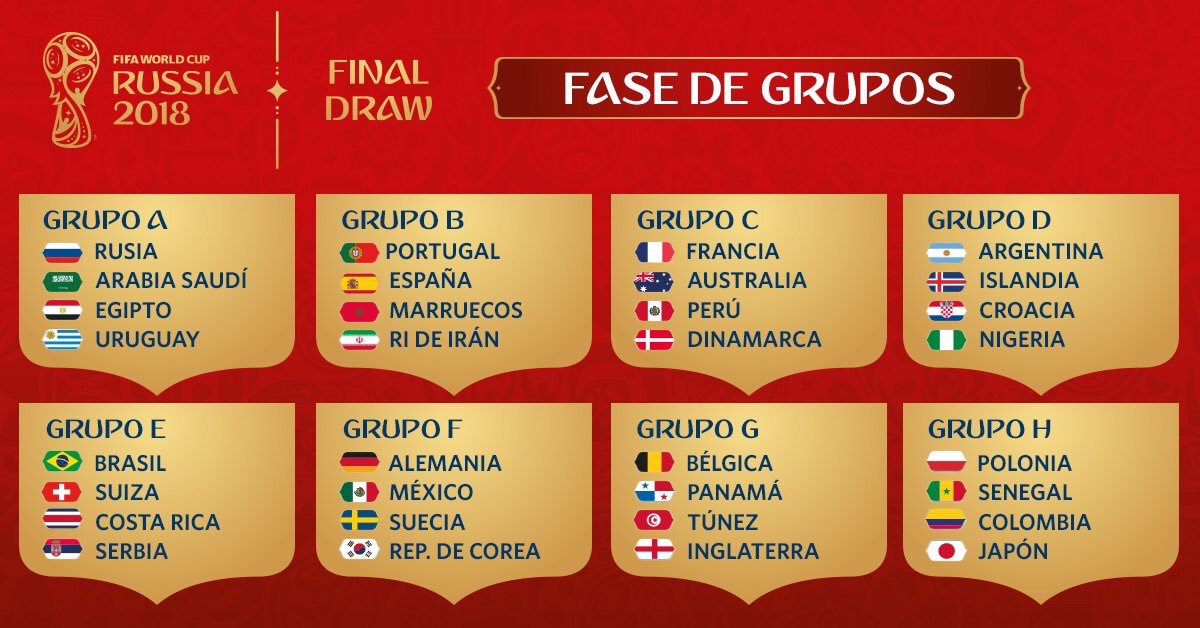 FIFA WORLD CUP
RUSSIA
2018
FINAL
DRAW
FASE DE GRUPOS
GRUPO A
RUSIA
ARABIA SAUDÍ
EGIPTO
URUGUAY
GRUPO B
PORTUGAL
ESPAÑA
MARRUECOS
RI DE IRÁN
GRUPO C
FRANCIA
AUSTRALIA
PERÚ
DINAMARCA
GRUPO D
ARGENTINA
ISLANDIA
CROACIA
NIGERIA
GRUPO E
BRASIL
SUIZA
COSTA RICA
SERBIA
GRUPO F
ALEMANIA
MÉXICO
SUECIA
REP. DE COREA
GRUPO G
BÉLGICA
PANAMÁ
TÚNEZ
INGLATERRA
GRUPO H
POLONIA
SENEGAL
COLOMBIA
JAPÓN